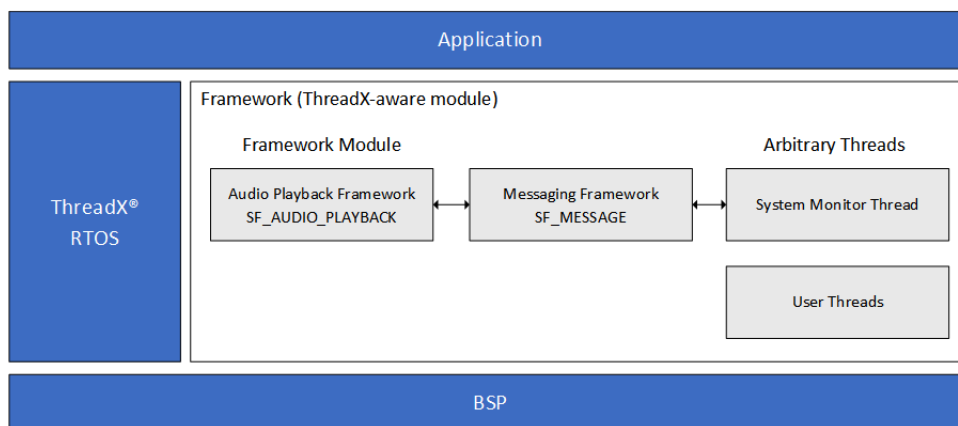 Application
ThreadX®
RTOS
Framework (ThreadX-aware module)
Framework Module
Arbitrary Threads
Audio Playback Framework
SF_AUDIO_PLAYBACK
Messaging Framework
SF_MESSAGE
System Monitor Thread
User Threads
BSP